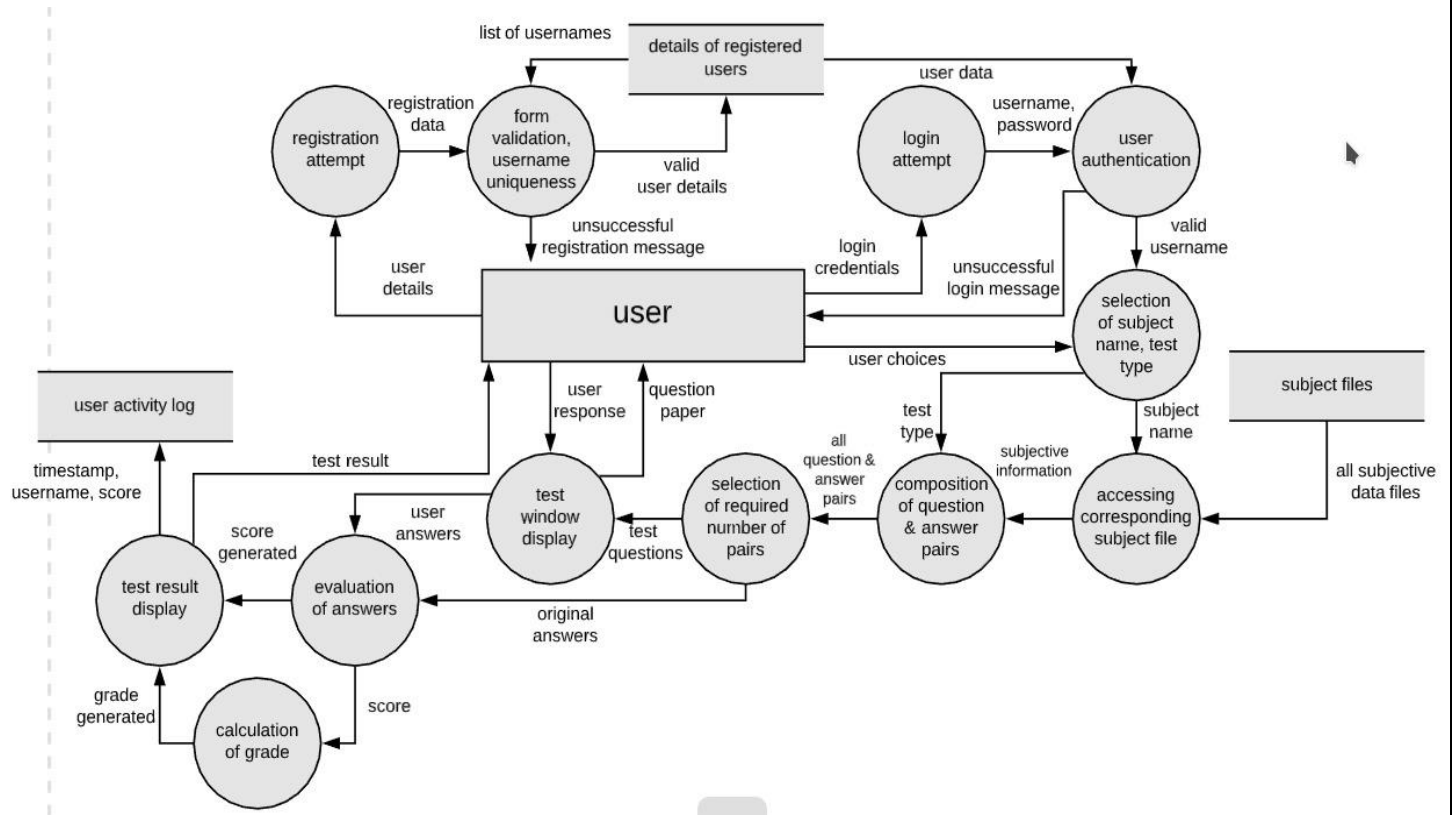 list of usernames
details of registered
users
user data
registration
data
registration
attempt
form
validation,
username
uniqueness
valid
user details
login
attempt
username,
password
user
authentication
unsuccessful
registration message
user
details
login
credentials
unsuccessful
login message
valid
username
user
selection
of subject
name, test
type
user choices
subject files
user activity log
user
response
question
paper
test
type
subject
name
timestamp,
username, score
test result
all
question &
answer
pairs
subjective
information
all subjective
data files
test
window
display
selection
of required
number of
pairs
composition
of question
& answer
pairs
accessing
corresponding
subject file
user
answers
test
questions
score
generated
test result
display
evaluation
of answers
original
answers
grade
generated
score
calculation
of grade